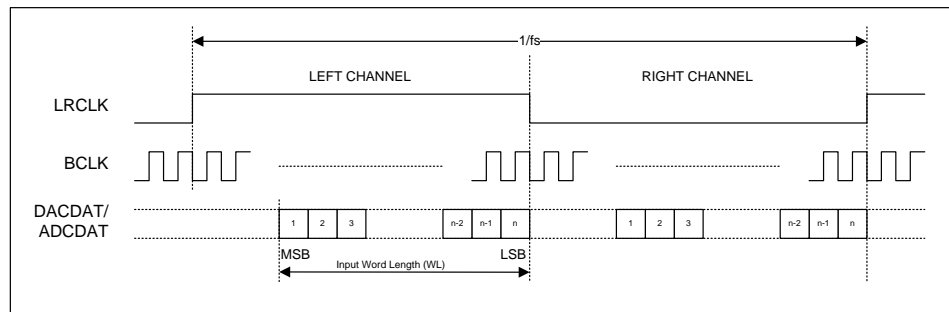 1/fs
LEFT CHANNEL RIGHT CHANNEL
LRCLK
BCLK
DACDAT/
ADCDAT
1 2 3 n-2 n-1 n 1 2 3 n-2 n-1 n
MSB LSB
Input Word Length (WL)